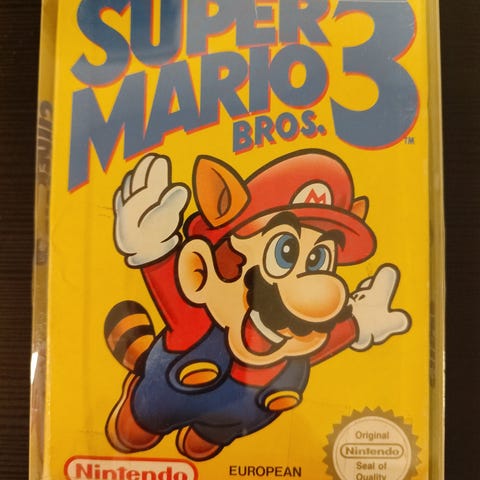 SUPER
MARIO 3
BROS.
TM
M
Nintendo
EUROPEAN
Original
Nintendo
Seal of
Quality